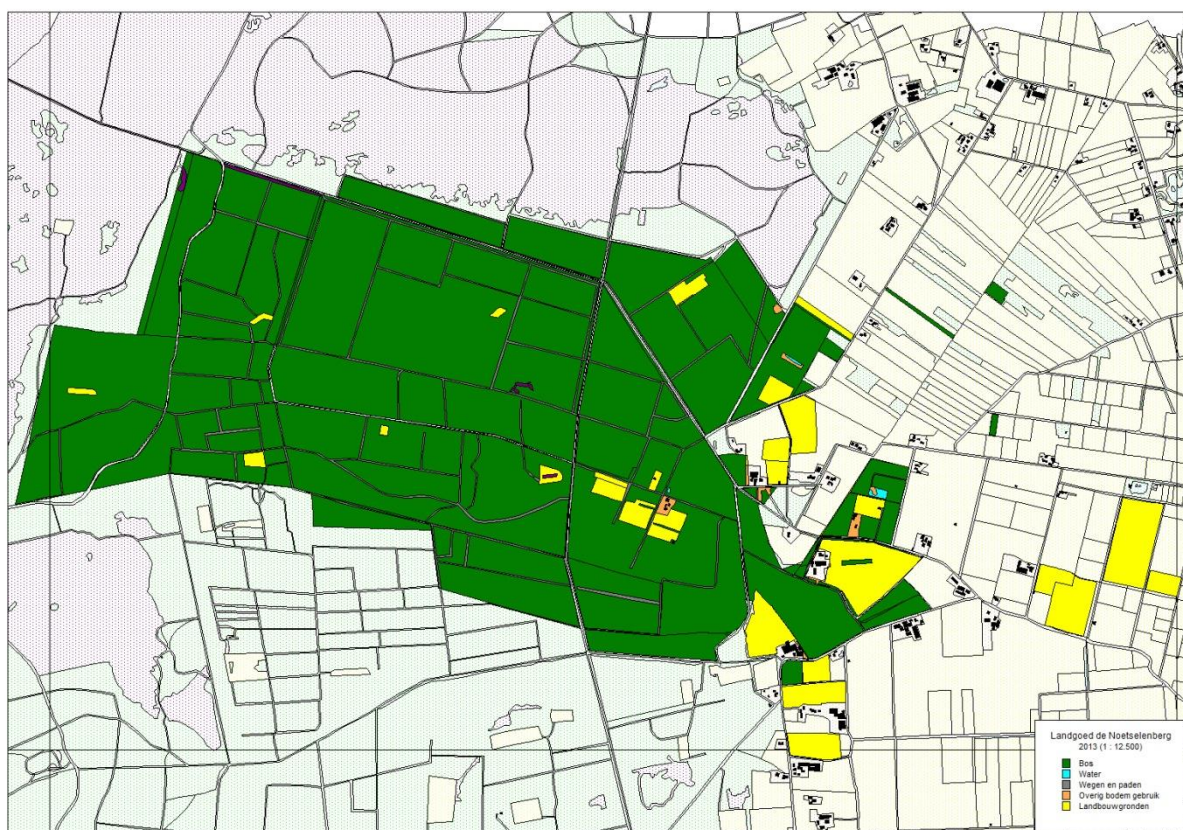 Landgoed de Noetselenberg
2013 (1 : 12.500)
Bos
Water
Wegen en paden
Overig bodem gebruik
Landbouwgronden